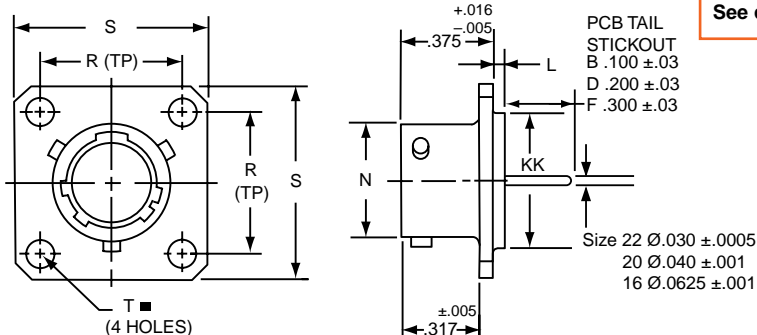 S
R (TP)
R
(TP)
S
T ■
(4 HOLES)
+.016
–.005
.375
L
PCB TAIL
STICKOUT
B .100 ±.03
D .200 ±.03
F .300 ±.03
N
KK
Size 22 Ø.030 ±.0005
20 Ø.040 ±.001
16 Ø.0625 ±.001
±.005
.317
See